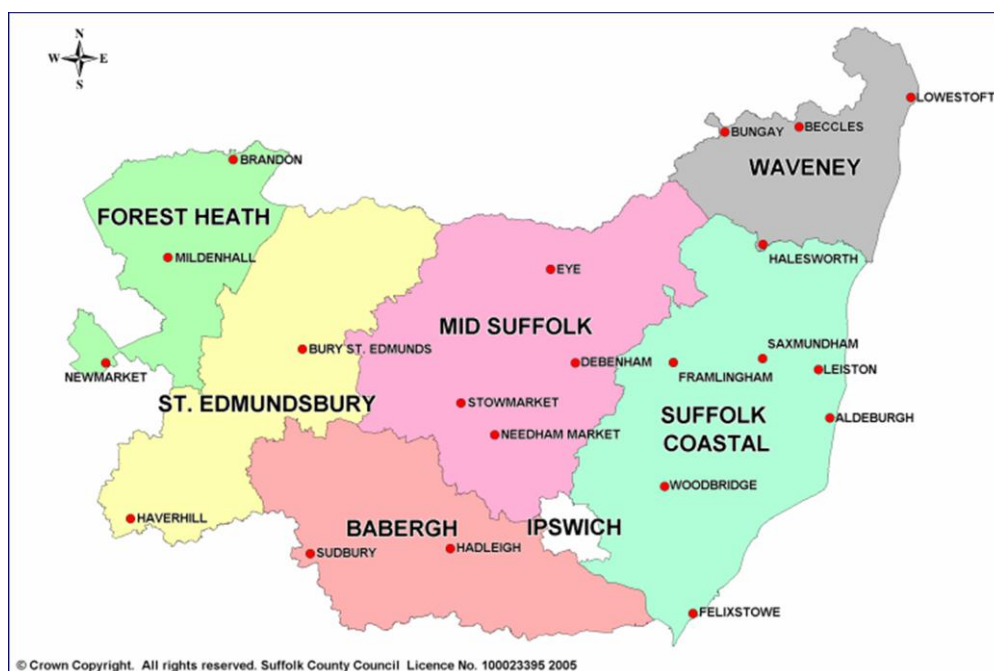 N
W E
S
LOWESTOFT
BUNGAY
BECCLES
WAVENEY
BRANDON
FOREST HEATH
MILDENHALL
HALESWORTH
EYE
MID SUFFOLK
BURY ST. EDMUNDS
DEBENHAM
SAXMUNDHAM
FRAMLINGHAM
LEISTON
NEWMARKET
ST. EDMUNDSBURY
STOWMARKET
SUFFOLK
COASTAL
ALDEBURGH
NEEDHAM MARKET
WOODBRIDGE
HAVERHILL
BABERGH
IPSWICH
SUDBURY
HADLEIGH
FELIXSTOWE
© Crown Copyright. All rights reserved. Suffolk County Council Licence No. 100023395 2005